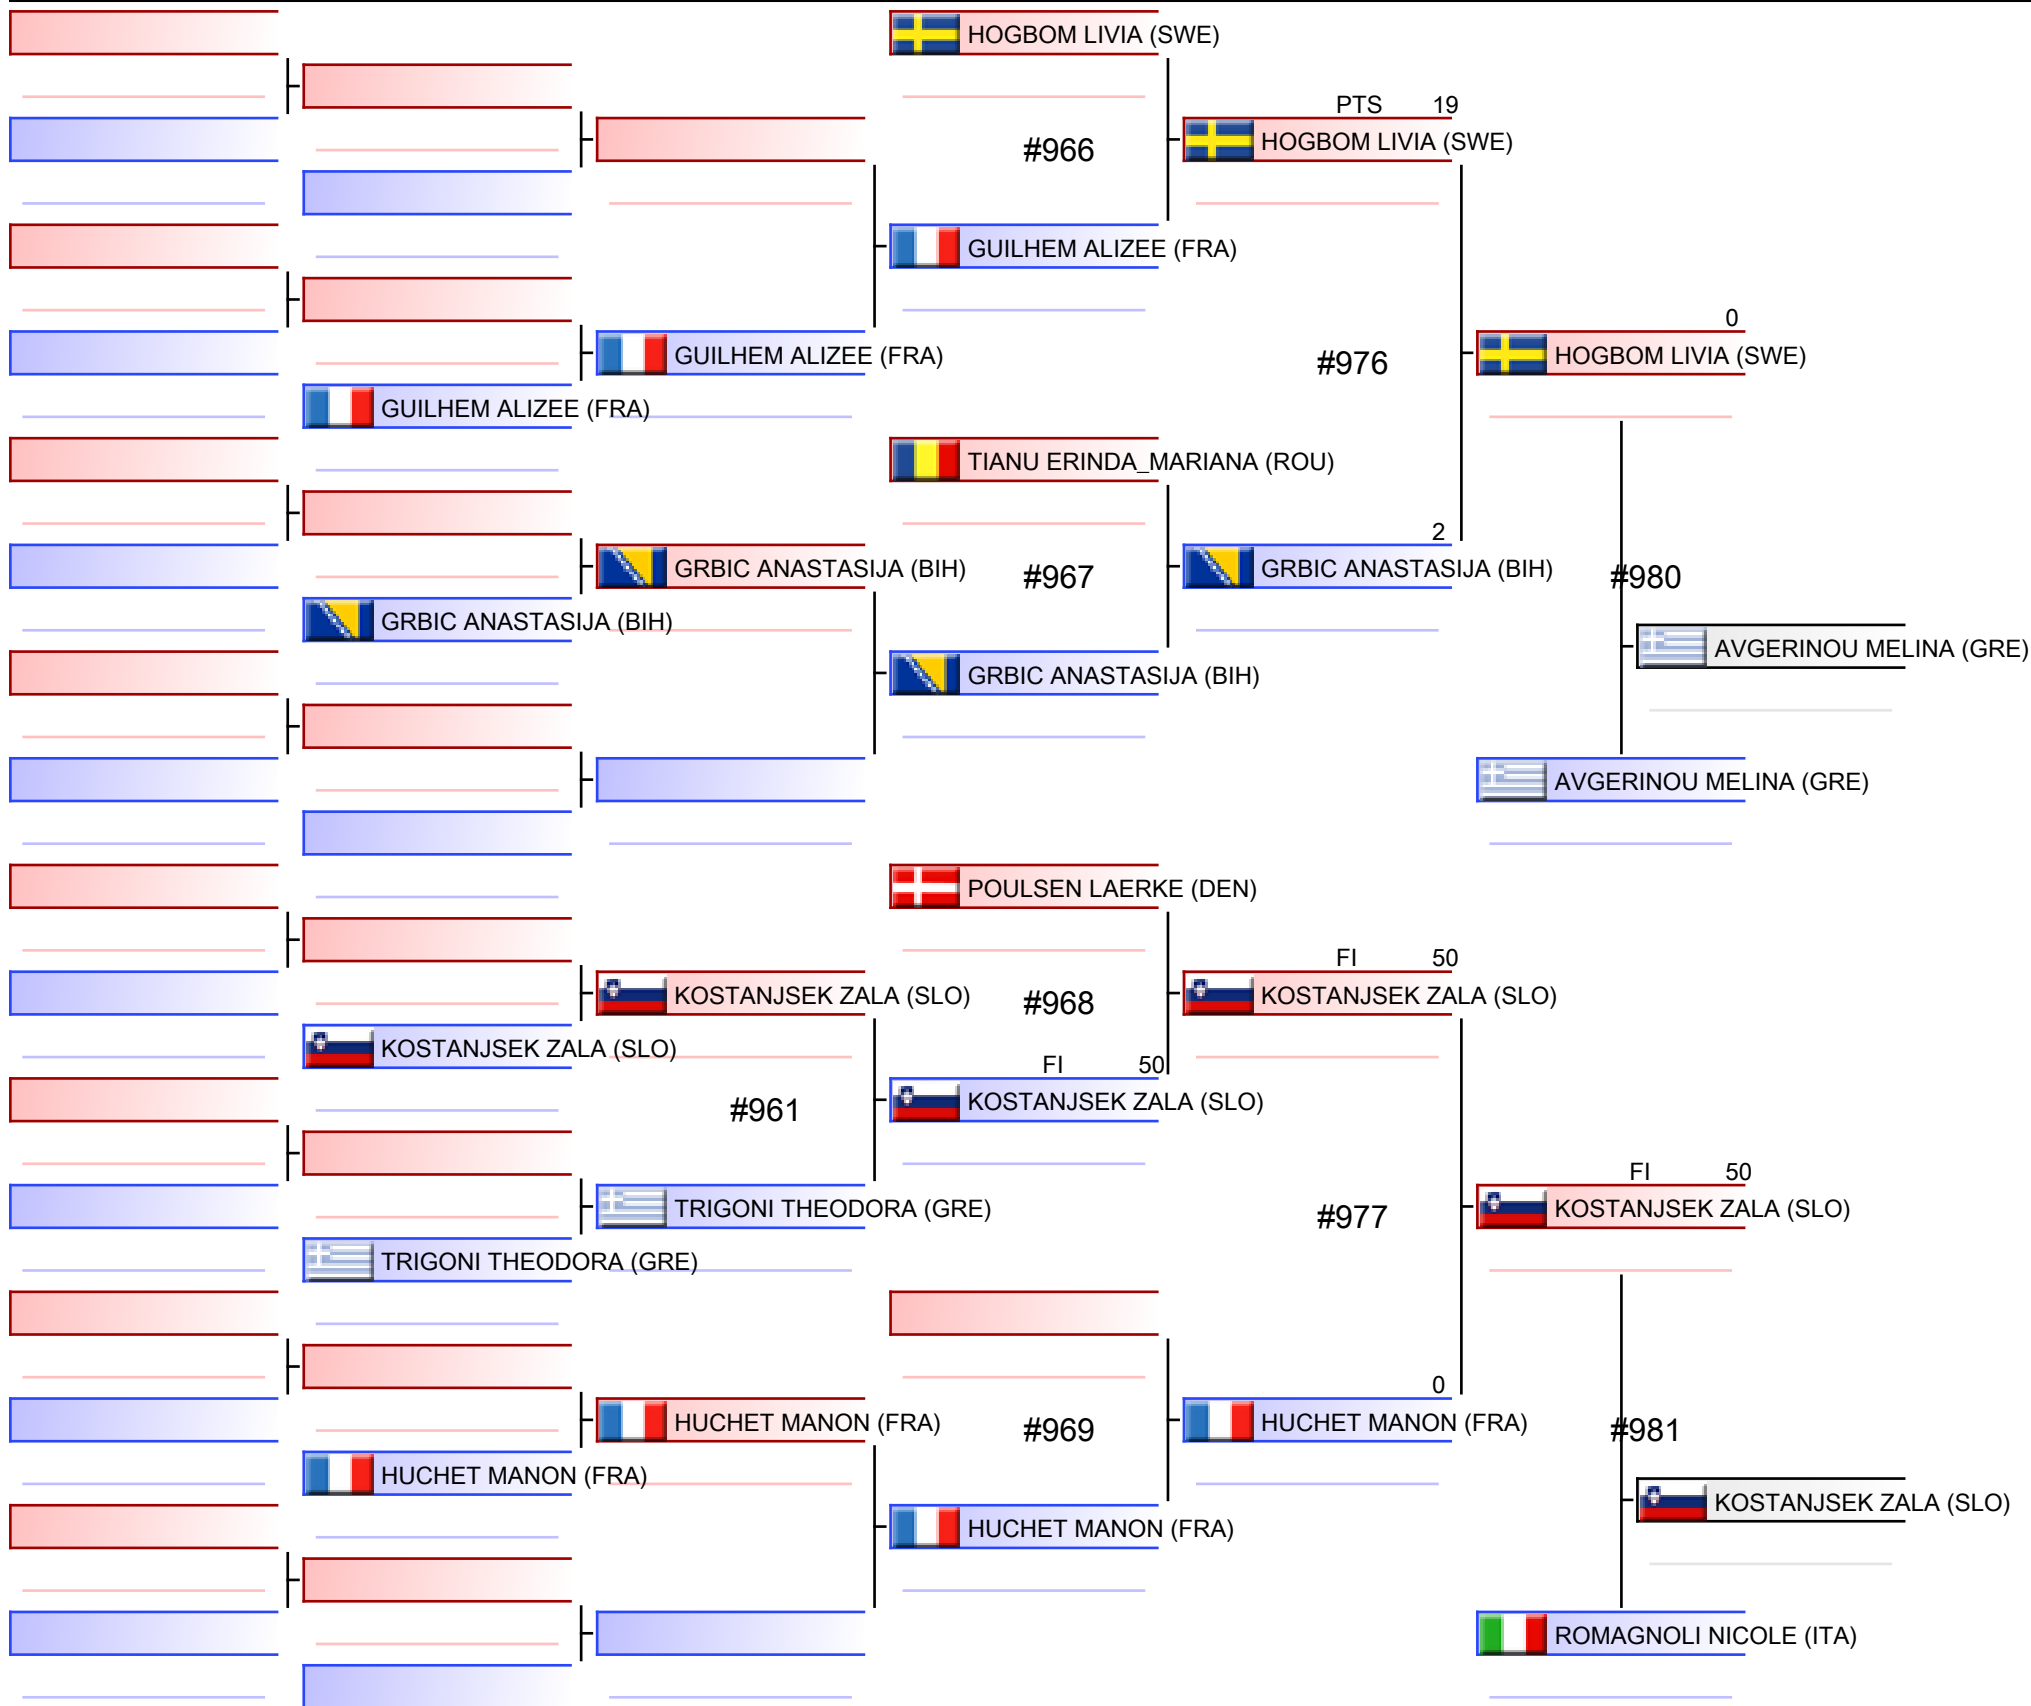 HOGBOM LIVIA (SWE)
PTS 19
#966
HOGBOM LIVIA (SWE)
GUILHEM ALIZEE (FRA)
0
GUILHEM ALIZEE (FRA)
#976
HOGBOM LIVIA (SWE)
GUILHEM ALIZEE (FRA)
TIANU ERINDA_MARIANA (ROU)
2
GRBIC ANASTASIJA (BIH)
#967
GRBIC ANASTASIJA (BIH)
#980
GRBIC ANASTASIJA (BIH)
AVGERINOU MELINA (GRE)
GRBIC ANASTASIJA (BIH)
AVGERINOU MELINA (GRE)
POULSEN LAERKE (DEN)
FI 50
KOSTANJSEK ZALA (SLO)
#968
KOSTANJSEK ZALA (SLO)
KOSTANJSEK ZALA (SLO)
FI 50
#961
KOSTANJSEK ZALA (SLO)
FI 50
TRIGONI THEODORA (GRE)
#977
KOSTANJSEK ZALA (SLO)
TRIGONI THEODORA (GRE)
0
HUCHET MANON (FRA)
#969
HUCHET MANON (FRA)
#981
HUCHET MANON (FRA)
KOSTANJSEK ZALA (SLO)
HUCHET MANON (FRA)
ROMAGNOLI NICOLE (ITA)